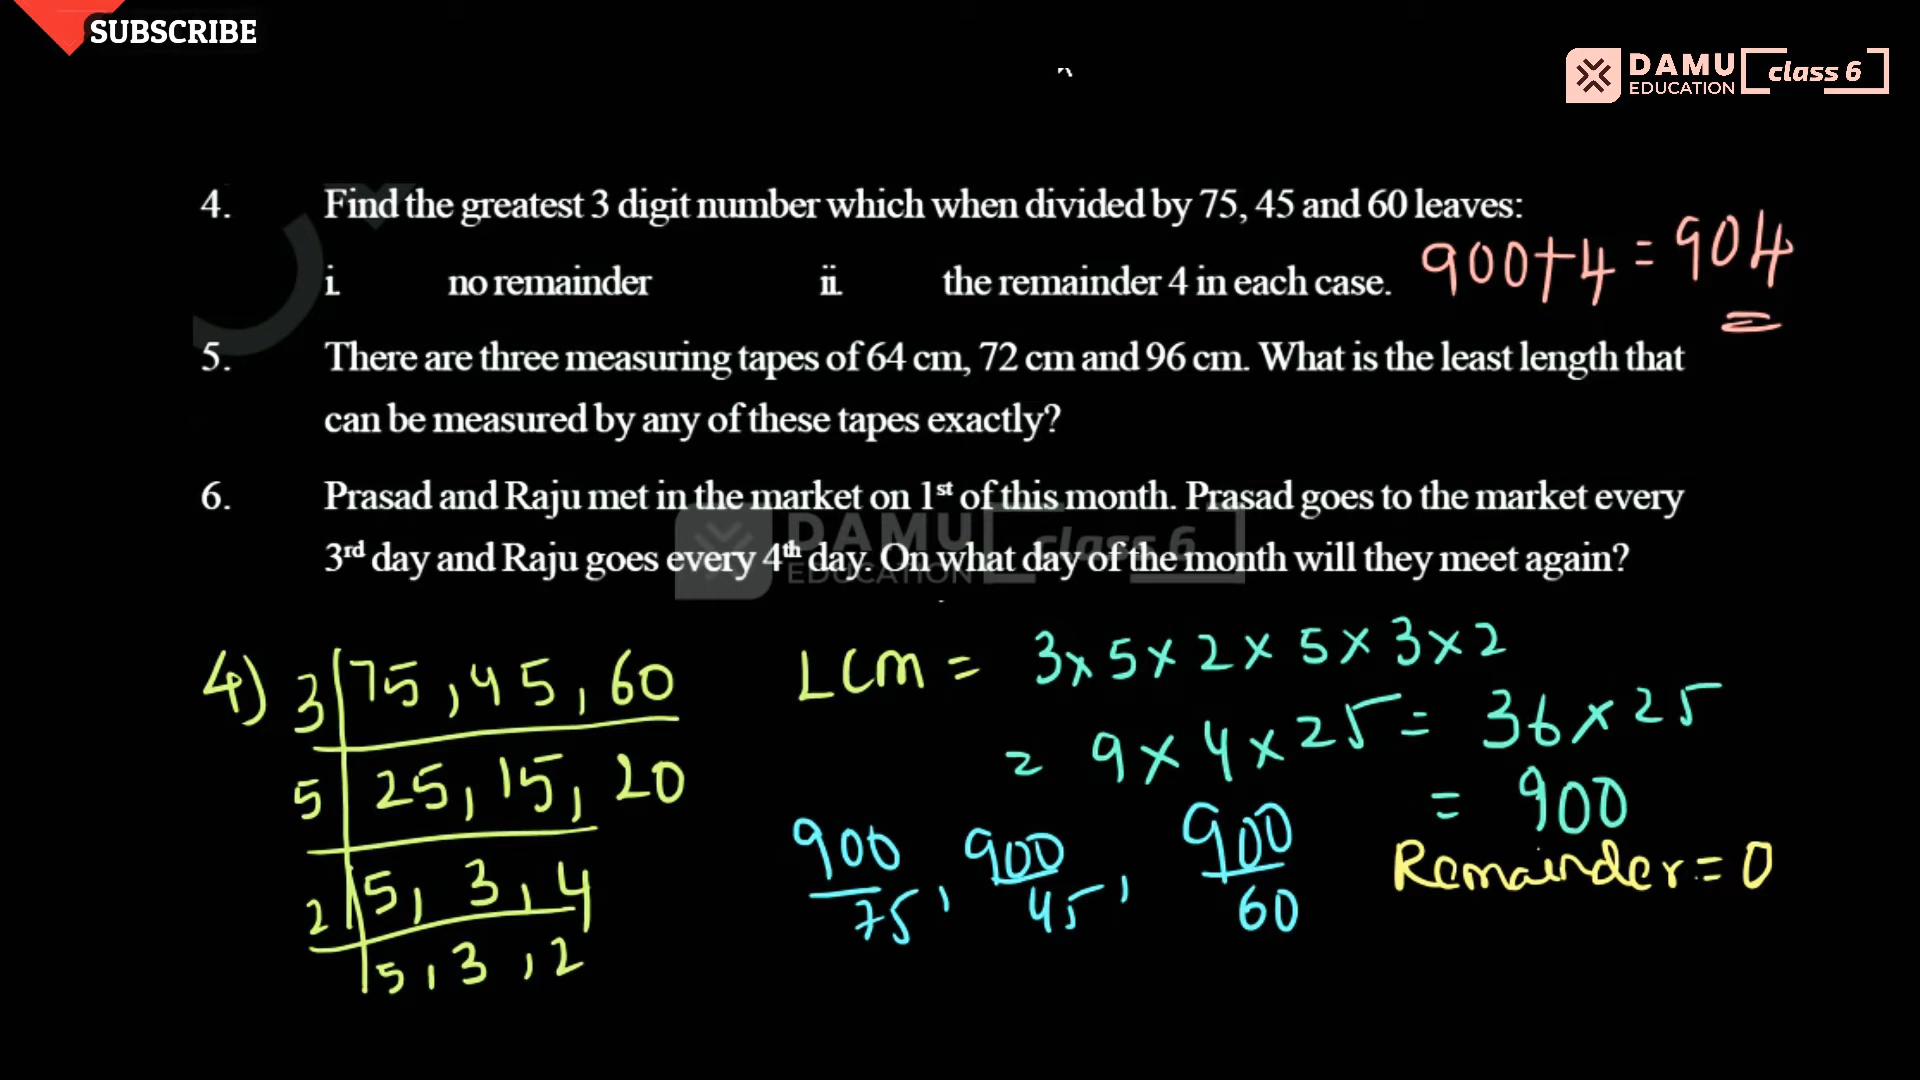 SUBSCRIBE
DAMU
EDUCATION
class 6
4. Find the greatest 3 digit number which when divided by 75, 45 and 60 leaves:
i. no remainder ii. the remainder 4 in each case. 900+4 = 904
5. There are three measuring tapes of 64 cm, 72 cm and 96 cm. What is the least length that
can be measured by any of these tapes exactly?
6. Prasad and Raju met in the market on 1st of this month. Prasad goes to the market every
3rd day and Raju goes every 4th day. On what day of the month will they meet again?
DAMU
EDUCATION
class 6
4) 3 75, 45, 60
5 25, 15, 20
2 5, 3, 4
5, 3, 2
LCM = 3 x 5 x 2 x 5 x 3 x 2
= 9 x 4 x 25 = 36 x 25
= 900
900/75, 900/45, 900/60
Remainder = 0